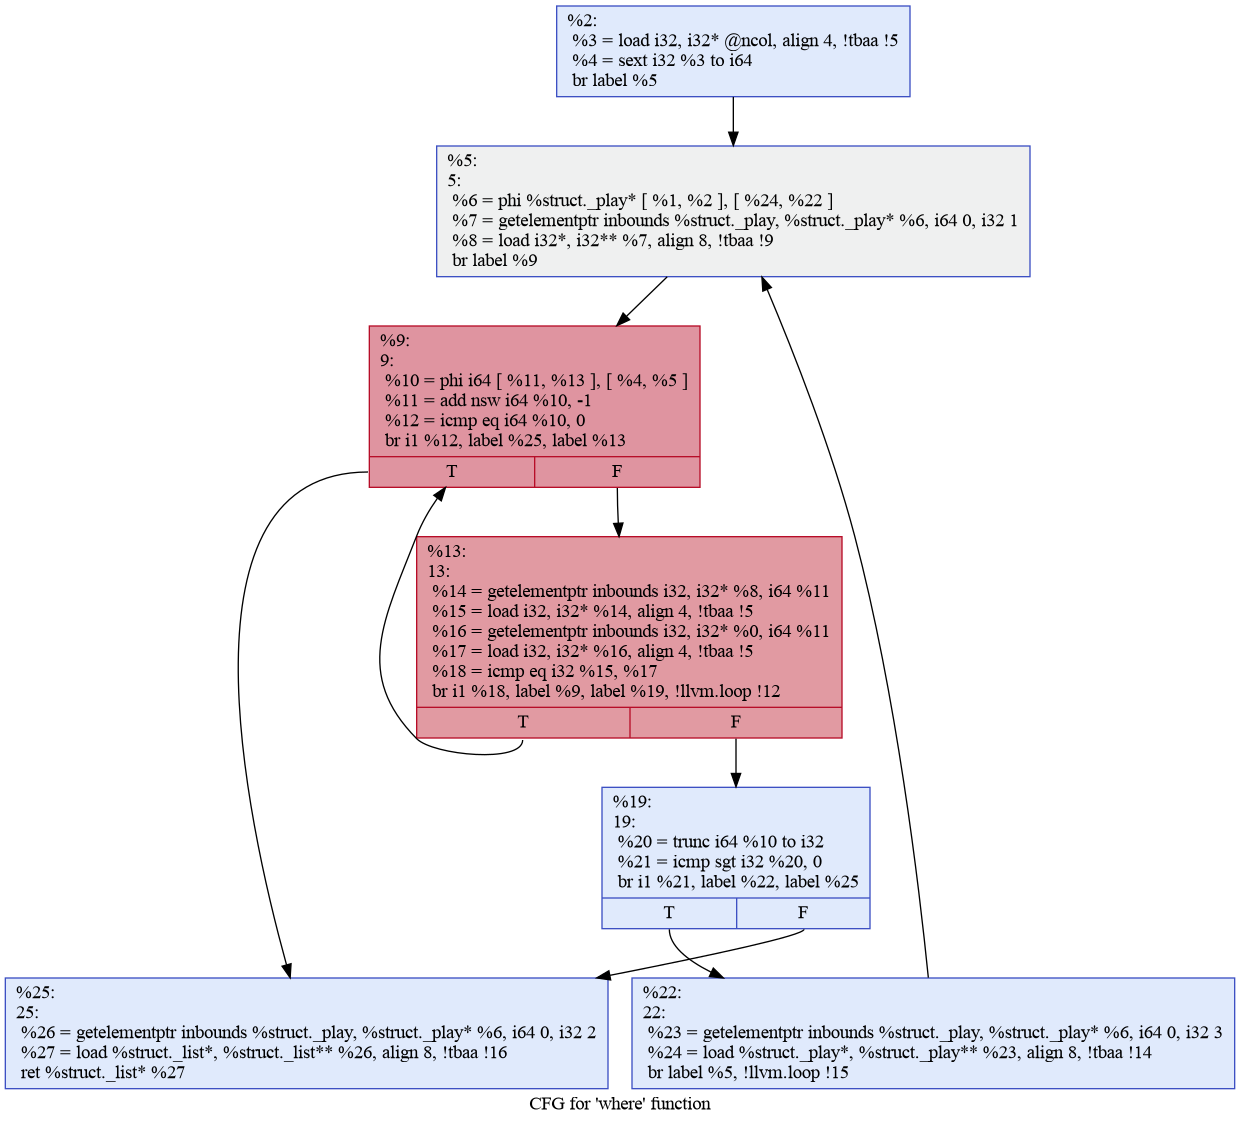 %2:
%3 = load i32, i32* @ncol, align 4, !tbaa !5
%4 = sext i32 %3 to i64
br label %5
%5:
5:
%6 = phi %struct._play* [ %1, %2 ], [ %24, %22 ]
%7 = getelementptr inbounds %struct._play, %struct._play* %6, i64 0, i32 1
%8 = load i32*, i32** %7, align 8, !tbaa !9
br label %9
%9:
9:
%10 = phi i64 [ %11, %13 ], [ %4, %5 ]
%11 = add nsw i64 %10, -1
%12 = icmp eq i64 %10, 0
br i1 %12, label %25, label %13
T F
%13:
13:
%14 = getelementptr inbounds i32, i32* %8, i64 %11
%15 = load i32, i32* %14, align 4, !tbaa !5
%16 = getelementptr inbounds i32, i32* %0, i64 %11
%17 = load i32, i32* %16, align 4, !tbaa !5
%18 = icmp eq i32 %15, %17
br i1 %18, label %9, label %19, !llvm.loop !12
T F
%19:
19:
%20 = trunc i64 %10 to i32
%21 = icmp sgt i32 %20, 0
br i1 %21, label %22, label %25
T F
%25:
25:
%26 = getelementptr inbounds %struct._play, %struct._play* %6, i64 0, i32 2
%27 = load %struct._list*, %struct._list** %26, align 8, !tbaa !16
ret %struct._list* %27
%22:
22:
%23 = getelementptr inbounds %struct._play, %struct._play* %6, i64 0, i32 3
%24 = load %struct._play*, %struct._play** %23, align 8, !tbaa !14
br label %5, !llvm.loop !15
CFG for 'where' function